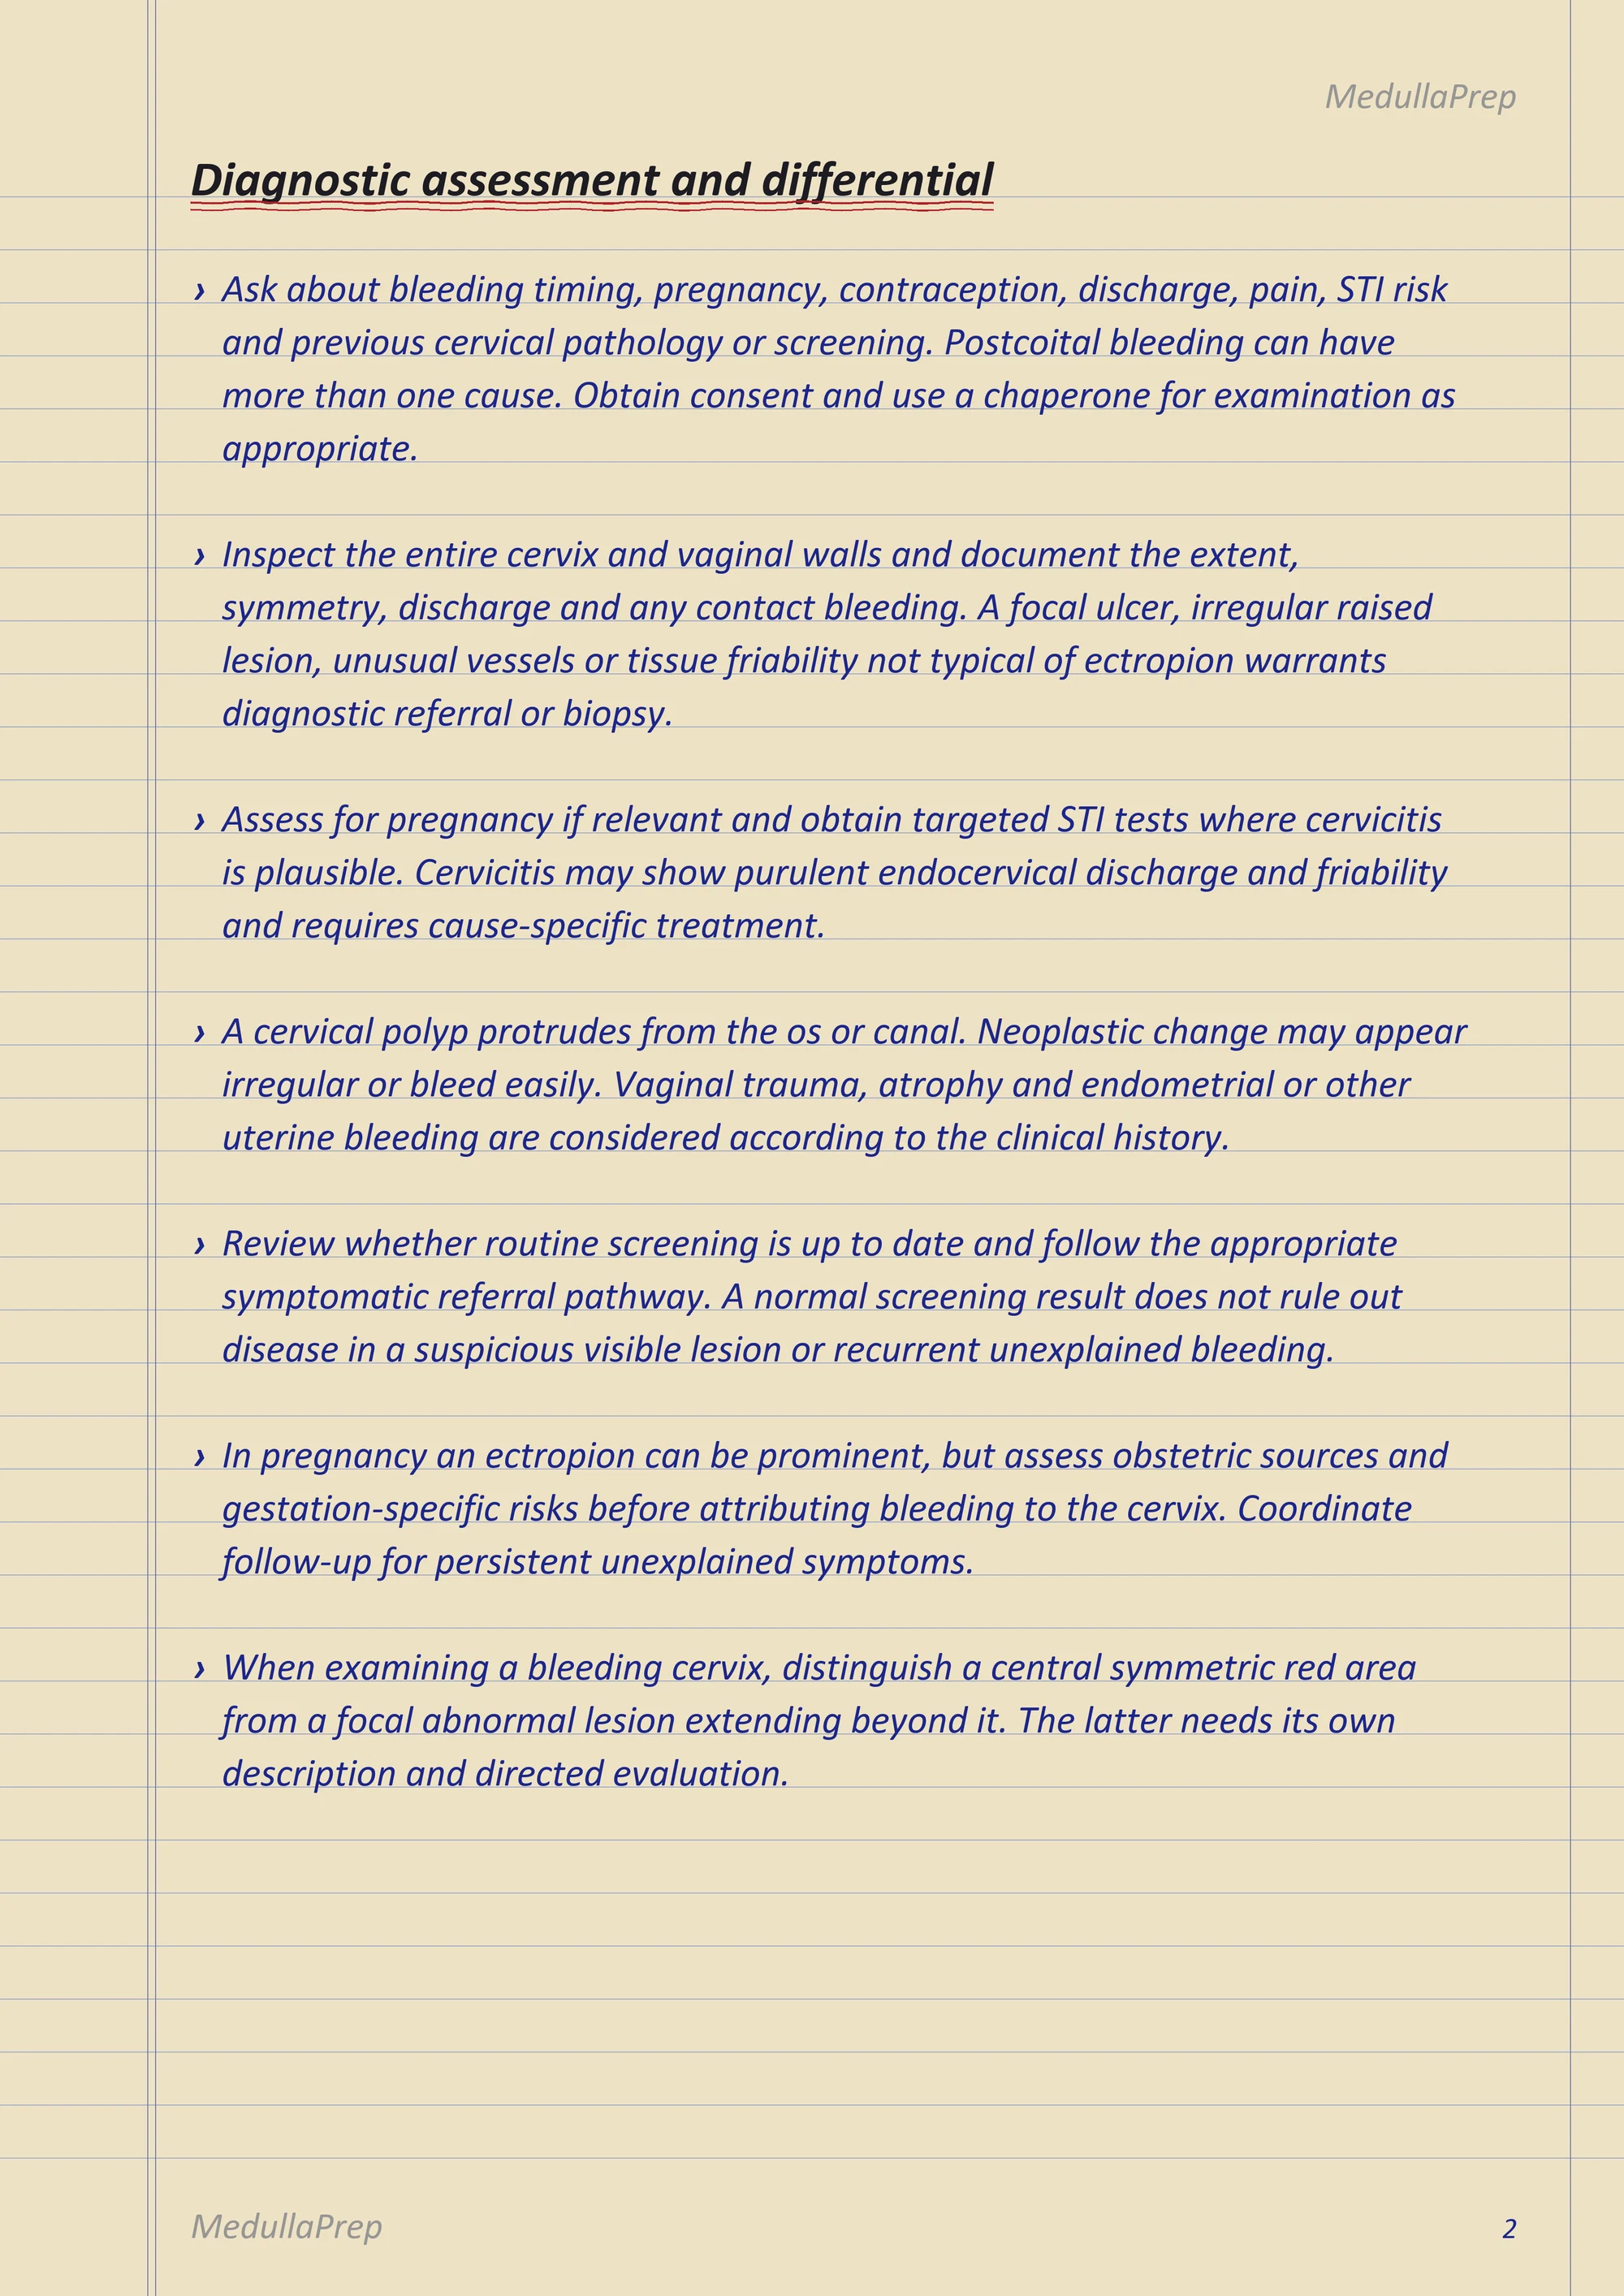 MedullaPrep
Diagnostic assessment and differential
› Ask about bleeding timing, pregnancy, contraception, discharge, pain, STI risk
and previous cervical pathology or screening. Postcoital bleeding can have
more than one cause. Obtain consent and use a chaperone for examination as
appropriate.
› Inspect the entire cervix and vaginal walls and document the extent,
symmetry, discharge and any contact bleeding. A focal ulcer, irregular raised
lesion, unusual vessels or tissue friability not typical of ectropion warrants
diagnostic referral or biopsy.
› Assess for pregnancy if relevant and obtain targeted STI tests where cervicitis
is plausible. Cervicitis may show purulent endocervical discharge and friability
and requires cause-specific treatment.
› A cervical polyp protrudes from the os or canal. Neoplastic change may appear
irregular or bleed easily. Vaginal trauma, atrophy and endometrial or other
uterine bleeding are considered according to the clinical history.
› Review whether routine screening is up to date and follow the appropriate
symptomatic referral pathway. A normal screening result does not rule out
disease in a suspicious visible lesion or recurrent unexplained bleeding.
› In pregnancy an ectropion can be prominent, but assess obstetric sources and
gestation-specific risks before attributing bleeding to the cervix. Coordinate
follow-up for persistent unexplained symptoms.
› When examining a bleeding cervix, distinguish a central symmetric red area
from a focal abnormal lesion extending beyond it. The latter needs its own
description and directed evaluation.
MedullaPrep
2